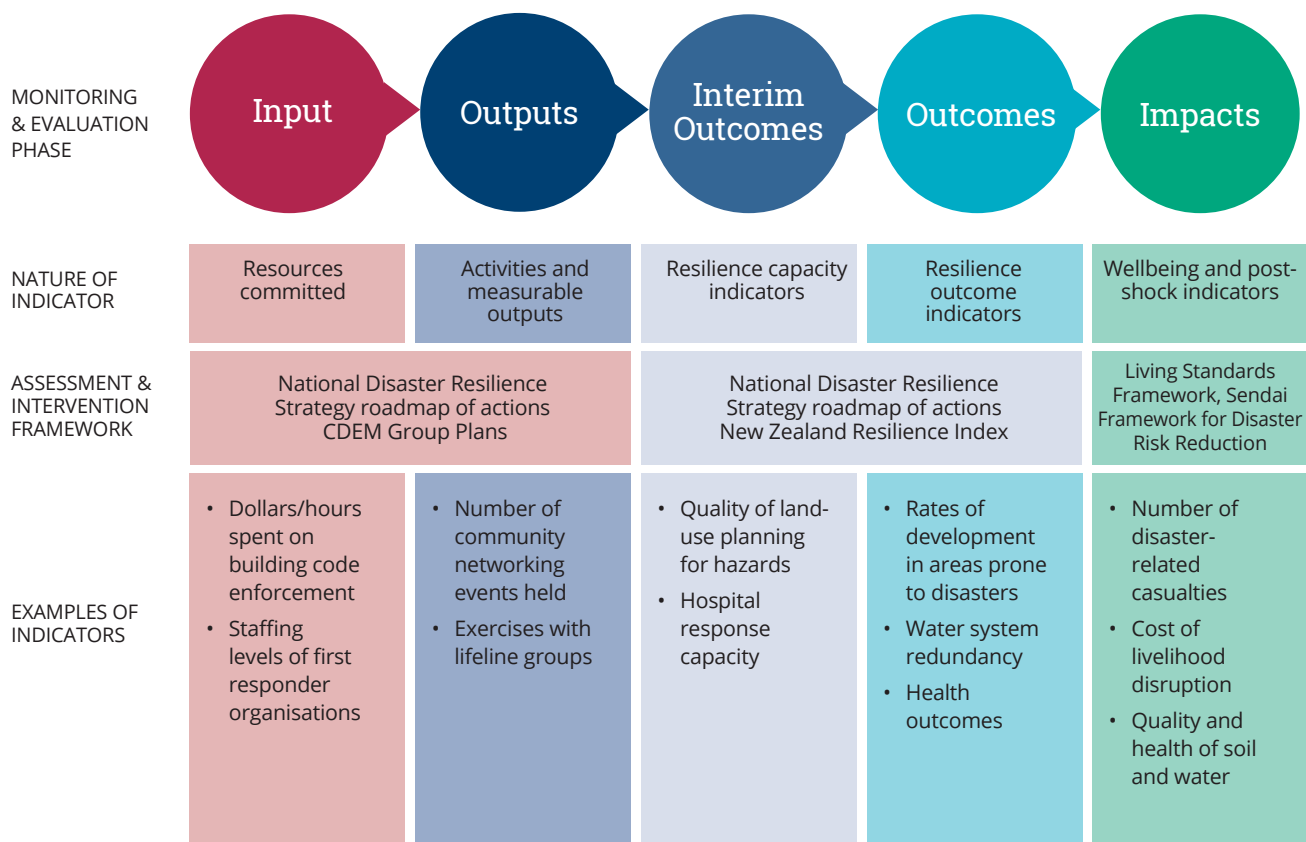 MONITORING
& EVALUATION
PHASE
Input
Outputs
Interim
Outcomes
Outcomes
Impacts
NATURE OF
INDICATOR
Resources
committed
Activities and
measurable
outputs
Resilience capacity
indicators
Resilience
outcome
indicators
Wellbeing and post-
shock indicators
ASSESSMENT &
INTERVENTION
FRAMEWORK
National Disaster Resilience
Strategy roadmap of actions
CDEM Group Plans
National Disaster Resilience
Strategy roadmap of actions
New Zealand Resilience Index
Living Standards
Framework, Sendai
Framework for Disaster
Risk Reduction
EXAMPLES OF
INDICATORS
• Dollars/hours
spent on
building code
enforcement
• Staffing
levels of first
responder
organisations
• Number of
community
networking
events held
• Exercises with
lifeline groups
• Quality of land-
use planning
for hazards
• Hospital
response
capacity
• Rates of
development
in areas prone
to disasters
• Water system
redundancy
• Health
outcomes
• Number of
disaster-
related
casualties
• Cost of
livelihood
disruption
• Quality and
health of soil
and water